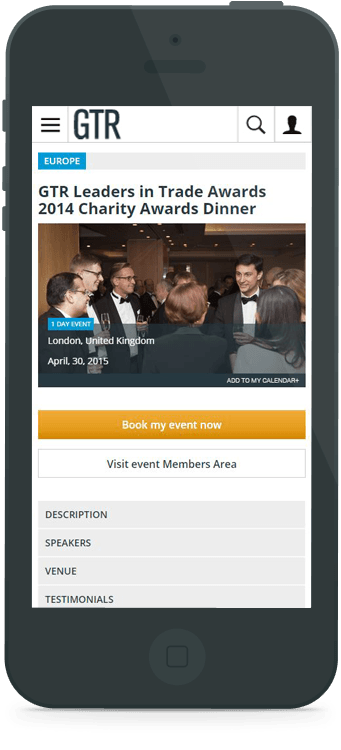 GTR
EUROPE
GTR Leaders in Trade Awards
2014 Charity Awards Dinner
1 DAY EVENT
London, United Kingdom
April, 30, 2015
ADD TO MY CALENDAR+
Book my event now
Visit event Members Area
DESCRIPTION
SPEAKERS
VENUE
TESTIMONIALS